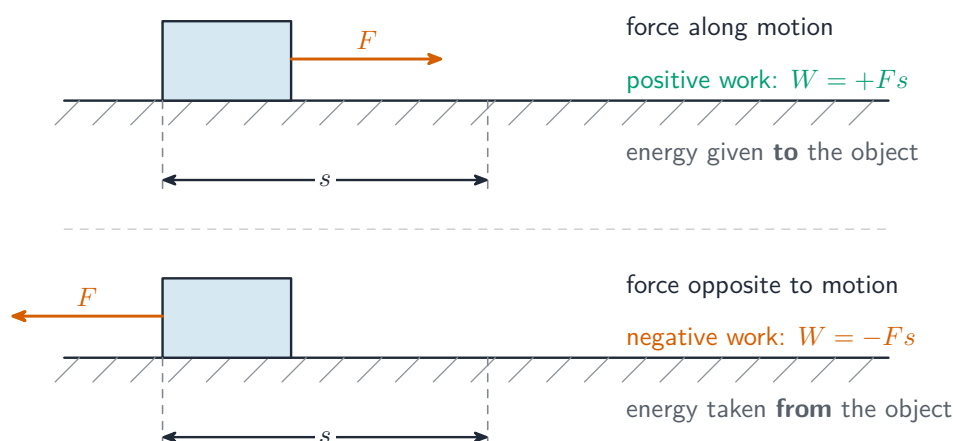 force along motion
F
positive work: W = +Fs
energy given to the object
s
force opposite to motion
F
negative work: W = −Fs
energy taken from the object
s